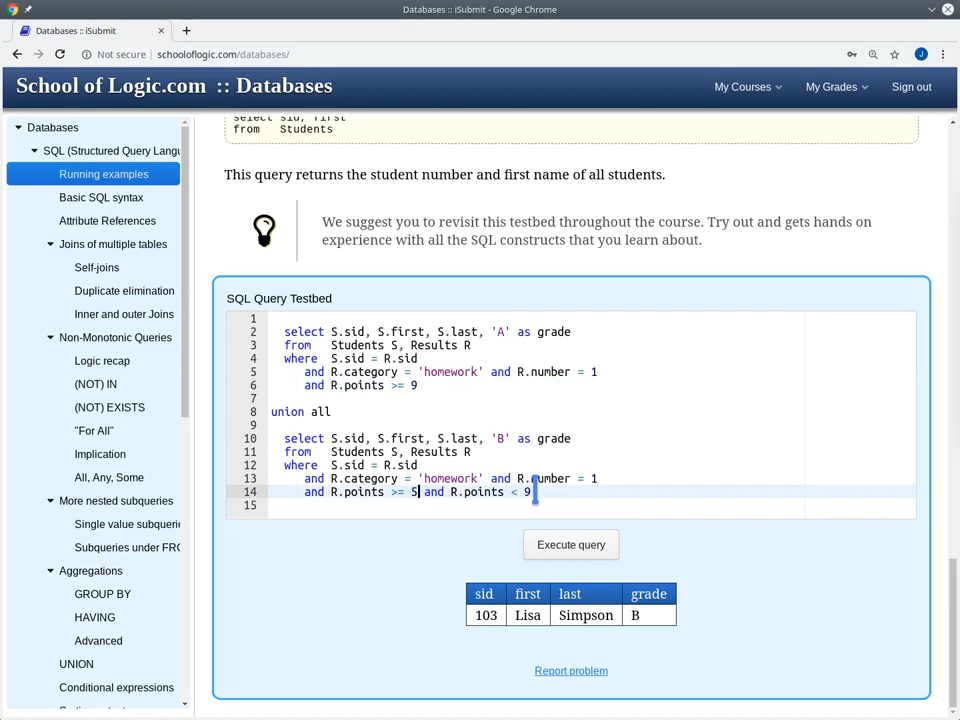 Databases :: iSubmit - Google Chrome
Databases :: iSubmit
Not secure
schooloflogic.com/databases/
J
School of Logic.com :: Databases
My Courses
My Grades
Sign out
Databases
SQL (Structured Query Langu
Running examples
Basic SQL syntax
Attribute References
Joins of multiple tables
Self-joins
Duplicate elimination
Inner and outer Joins
Non-Monotonic Queries
Logic recap
(NOT) IN
(NOT) EXISTS
"For All"
Implication
All, Any, Some
More nested subqueries
Single value subquerie
Subqueries under FRO
Aggregations
GROUP BY
HAVING
Advanced
UNION
Conditional expressions
select sid, first
from Students
This query returns the student number and first name of all students.
We suggest you to revisit this testbed throughout the course. Try out and gets hands on
experience with all the SQL constructs that you learn about.
SQL Query Testbed
1
2 select S.sid, S.first, S.last, 'A' as grade
3 from Students S, Results R
4 where S.sid = R.sid
5 and R.category = 'homework' and R.number = 1
6 and R.points >= 9
7
8 union all
9
10 select S.sid, S.first, S.last, 'B' as grade
11 from Students S, Results R
12 where S.sid = R.sid
13 and R.category = 'homework' and R.number = 1
14 and R.points >= 5 and R.points < 9
15
Execute query
sid first last grade
103 Lisa Simpson B
Report problem